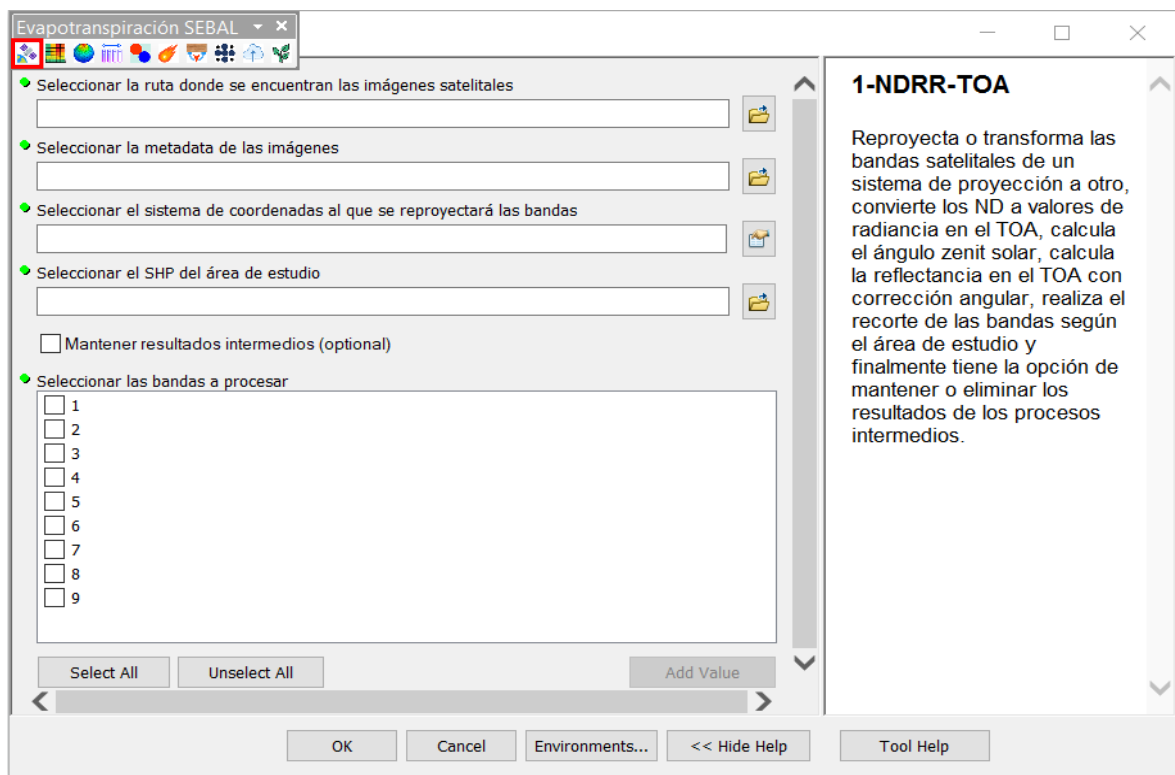 Evapotranspiración SEBAL
Seleccionar la ruta donde se encuentran las imágenes satelitales
Seleccionar la metadata de las imágenes
Seleccionar el sistema de coordenadas al que se reproyectará las bandas
Seleccionar el SHP del área de estudio
Mantener resultados intermedios (optional)
Seleccionar las bandas a procesar
1
2
3
4
5
6
7
8
9
Select All
Unselect All
Add Value
1-NDRR-TOA
Reproyecta o transforma las
bandas satelitales de un
sistema de proyección a otro,
convierte los ND a valores de
radiancia en el TOA, calcula
el ángulo zenit solar, calcula
la reflectancia en el TOA con
corrección angular, realiza el
recorte de las bandas según
el área de estudio y
finalmente tiene la opción de
mantener o eliminar los
resultados de los procesos
intermedios.
OK
Cancel
Environments...
<< Hide Help
Tool Help